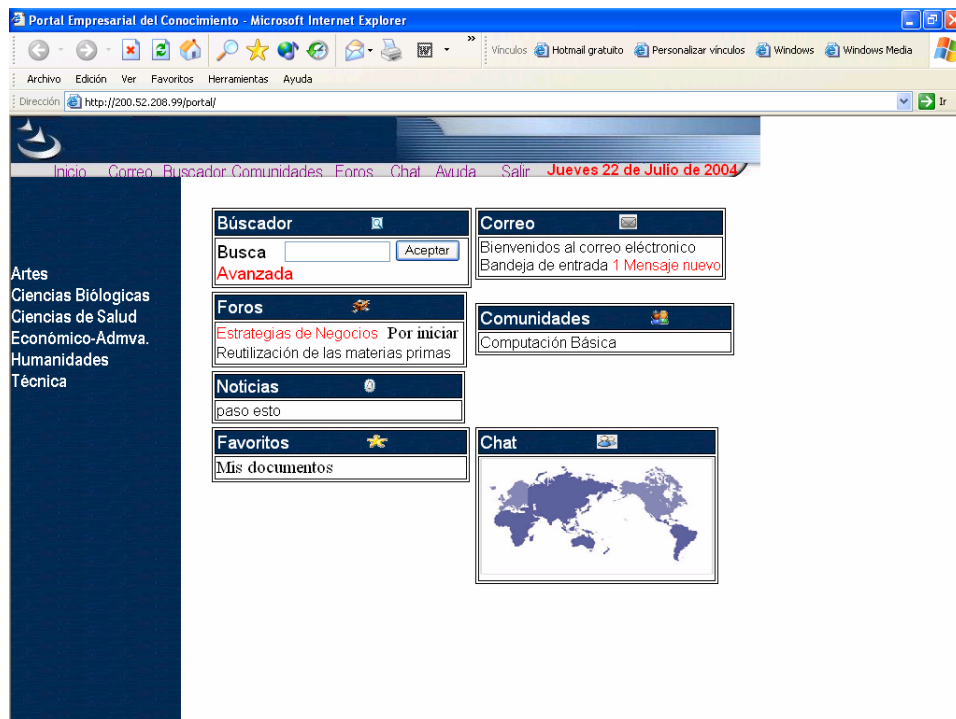 Portal Empresarial del Conocimiento - Microsoft Internet Explorer
» Vínculos Hotmail gratuito Personalizar vínculos Windows Windows Media
Archivo Edición Ver Favoritos Herramientas Ayuda
Dirección http://200.52.208.99/portal/ Ir
Inicio Correo Buscador Comunidades Foros Chat Ayuda Salir Jueves 22 de Julio de 2004
Artes
Ciencias Biólogicas
Ciencias de Salud
Económico-Admva.
Humanidades
Técnica
Búscador
Busca Aceptar
Avanzada
Correo
Bienvenidos al correo eléctronico
Bandeja de entrada 1 Mensaje nuevo
Foros
Estrategias de Negocios Por iniciar
Reutilización de las materias primas
Comunidades
Computación Básica
Noticias
paso esto
Favoritos
Mis documentos
Chat